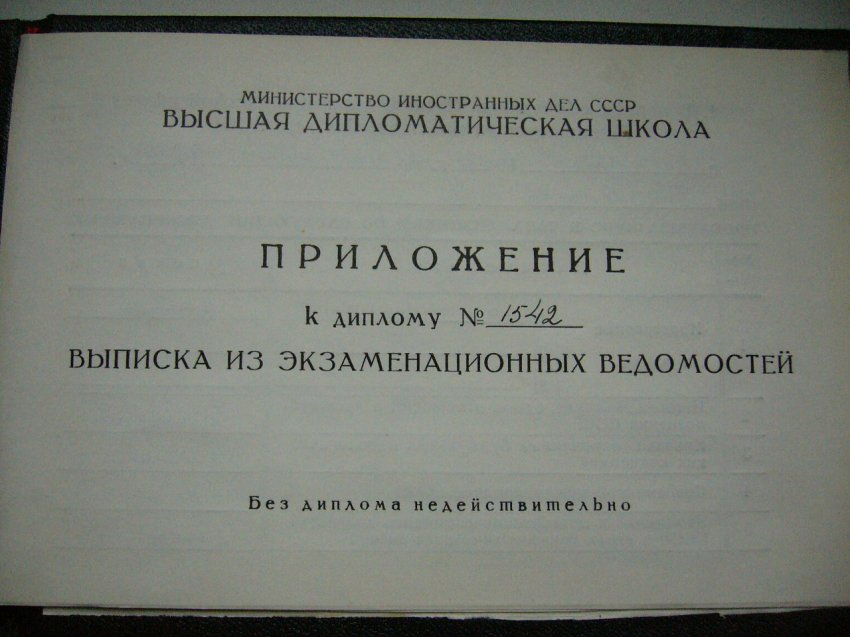 МИНИСТЕРСТВО ИНОСТРАННЫХ ДЕЛ СССР
ВЫСШАЯ ДИПЛОМАТИЧЕСКАЯ ШКОЛА
ПРИЛОЖЕНИЕ
к диплому № 1542
ВЫПИСКА ИЗ ЭКЗАМЕНАЦИОННЫХ ВЕДОМОСТЕЙ
Без диплома недействительно